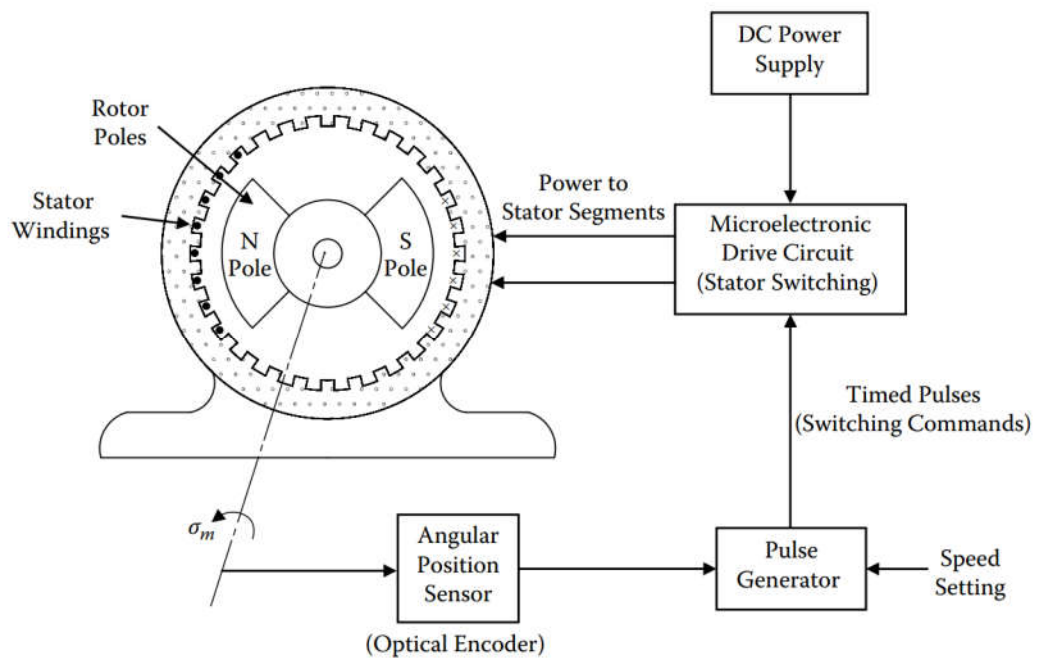 DC Power
Supply
Rotor
Poles
Stator
Windings
N
Pole
S
Pole
Power to
Stator Segments
Microelectronic
Drive Circuit
(Stator Switching)
Timed Pulses
(Switching Commands)
σm
Angular
Position
Sensor
(Optical Encoder)
Pulse
Generator
Speed
Setting